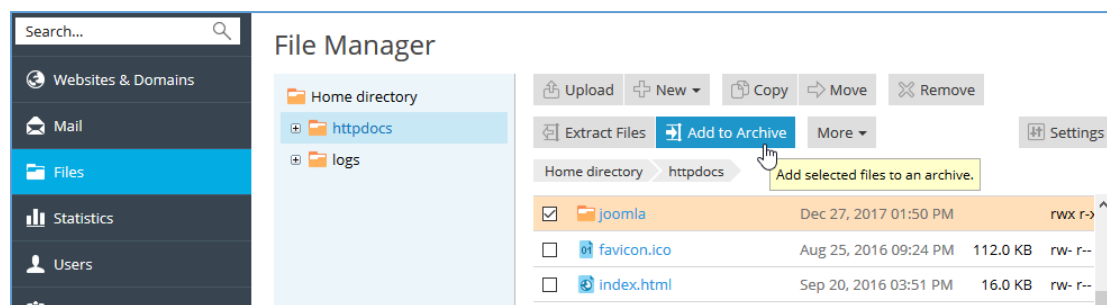 Search...
File Manager
Websites & Domains
Mail
Files
Statistics
Users
Home directory
httpdocs
logs
Upload New Copy Move Remove
Extract Files Add to Archive More Settings
Home directory httpdocs
Add selected files to an archive.
joomla Dec 27, 2017 01:50 PM rwx r-x
favicon.ico Aug 25, 2016 09:24 PM 112.0 KB rw- r--
index.html Sep 20, 2016 03:51 PM 16.0 KB rw- r--